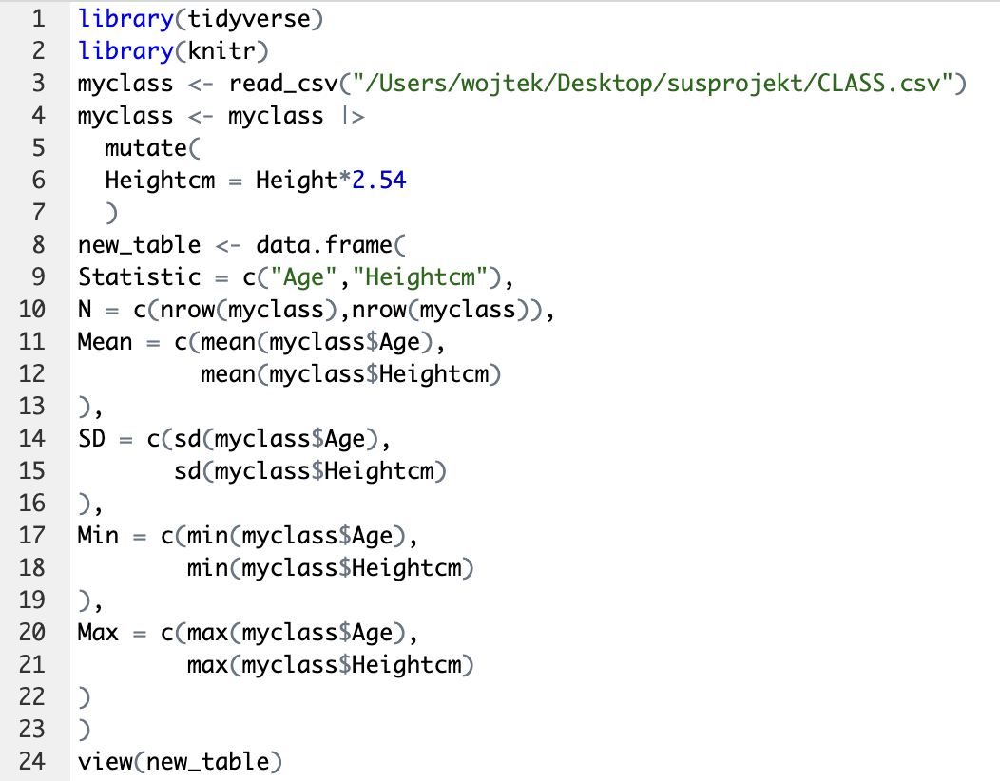 1 library(tidyverse)
2 library(knitr)
3 myclass <- read_csv("/Users/wojtek/Desktop/susprojekt/CLASS.csv")
4 myclass <- myclass |>
5   mutate(
6   Heightcm = Height*2.54
7   )
8 new_table <- data.frame(
9 Statistic = c("Age","Heightcm"),
10 N = c(nrow(myclass),nrow(myclass)),
11 Mean = c(mean(myclass$Age),
12          mean(myclass$Heightcm)
13 ),
14 SD = c(sd(myclass$Age),
15        sd(myclass$Heightcm)
16 ),
17 Min = c(min(myclass$Age),
18         min(myclass$Heightcm)
19 ),
20 Max = c(max(myclass$Age),
21         max(myclass$Heightcm)
22 )
23 )
24 view(new_table)